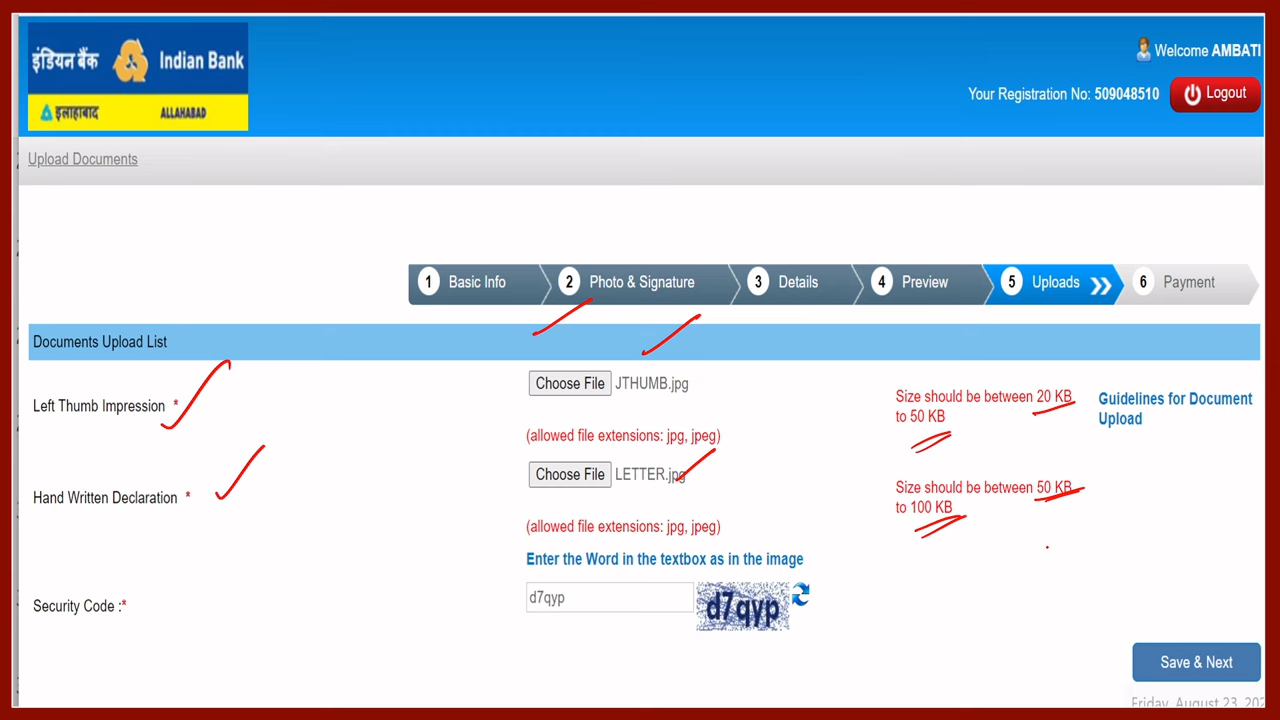 इंडियन बैंक Indian Bank
इलाहाबाद ALLAHABAD
Welcome AMBATI
Your Registration No: 509048510 Logout
Upload Documents
1 Basic Info 2 Photo & Signature 3 Details 4 Preview 5 Uploads 6 Payment
Documents Upload List
Left Thumb Impression *
Choose File JTHUMB.jpg
(allowed file extensions: jpg, jpeg)
Size should be between 20 KB
to 50 KB
Guidelines for Document
Upload
Hand Written Declaration *
Choose File LETTER.jpg
(allowed file extensions: jpg, jpeg)
Size should be between 50 KB
to 100 KB
Enter the Word in the textbox as in the image
Security Code :*
d7qyp d7qyp
Save & Next
Friday, August 23, 202